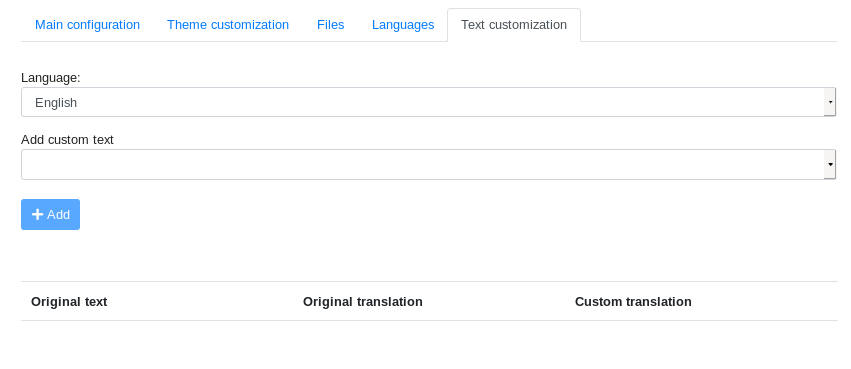 Main configuration Theme customization Files Languages Text customization
Language:
English
Add custom text
Add
Original text Original translation Custom translation